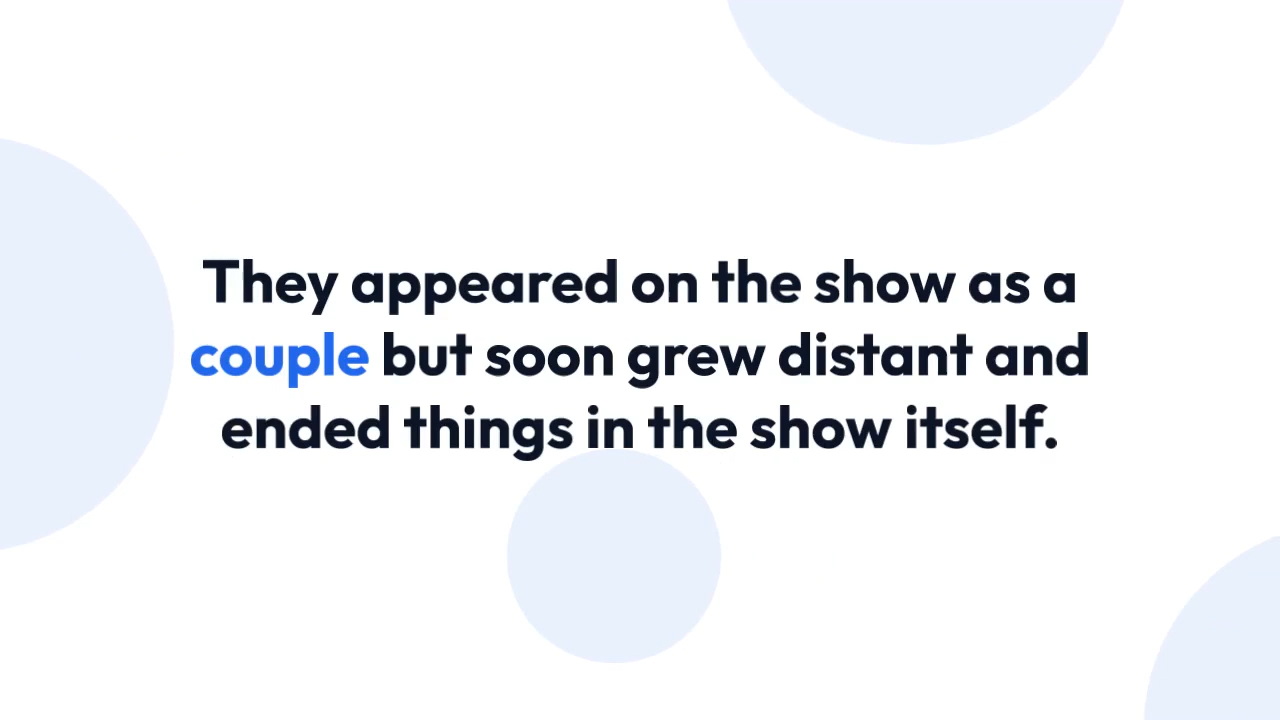 They appeared on the show as a
couple but soon grew distant and
ended things in the show itself.